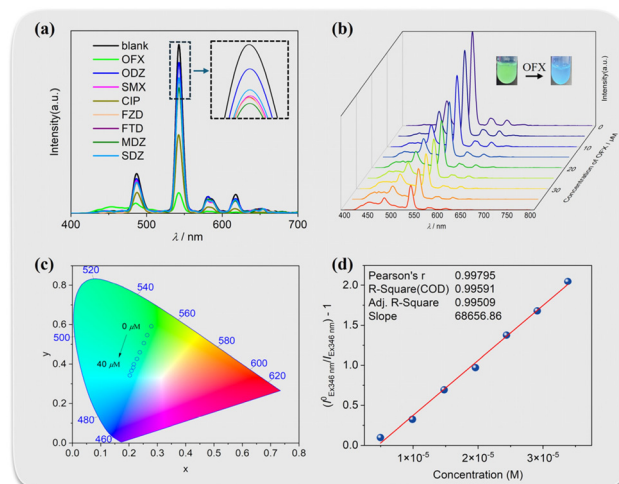 (a)
blank
OFX
ODZ
SMX
CIP
FZD
FTD
MDZ
SDZ
Intensity(a.u.)
400 500 600 700
λ / nm
(b)
OFX
Intensity(a.u.)
0
10
20
30
Concentration of OFX / μM
400 450 500 550 600 650 700 750 800
λ / nm
(c)
520
540
560
580
600
620
500
480
460
0 μM
40 μM
0.8
0.6
0.4
0.2
0.0
y
0.0 0.1 0.2 0.3 0.4 0.5 0.6 0.7 0.8
x
(d)
Pearson's r 0.99795
R-Square(COD) 0.99591
Adj. R-Square 0.99509
Slope 68656.86
2.0
1.5
1.0
0.5
0.0
(I⁰Ex346 nm/IEx346 nm) - 1
1×10⁻⁵ 2×10⁻⁵ 3×10⁻⁵
Concentration (M)